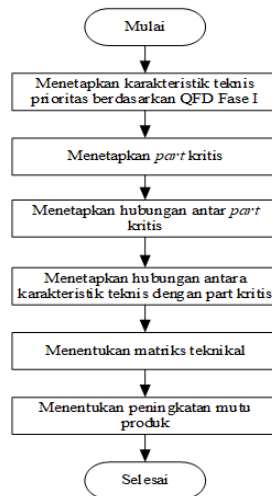 Mulai
Menetapkan karakteristik teknis
prioritas berdasarkan QFD Fase I
Menetapkan part kritis
Menetapkan hubungan antar part
kritis
Menetapkan hubungan antara
karakteristik teknis dengan part kritis
Menentukan matriks teknikal
Menentukan peningkatan mutu
produk
Selesai